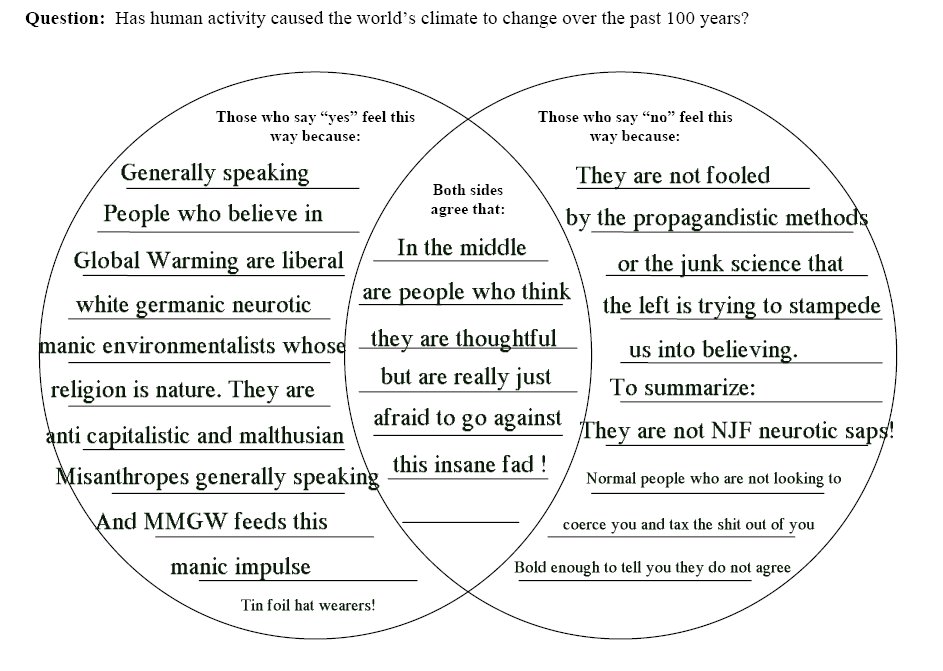 Question: Has human activity caused the world's climate to change over the past 100 years?
Those who say "yes" feel this
way because:
Generally speaking
People who believe in
Global Warming are liberal
white germanic neurotic
manic environmentalists whose
religion is nature. They are
anti capitalistic and malthusian
Misanthropes generally speaking
And MMGW feeds this
manic impulse
Tin foil hat wearers!
Both sides
agree that:
In the middle
are people who think
they are thoughtful
but are really just
afraid to go against
this insane fad !
Those who say "no" feel this
way because:
They are not fooled
by the propagandistic methods
or the junk science that
the left is trying to stampede
us into believing.
To summarize:
They are not NJF neurotic saps!
Normal people who are not looking to
coerce you and tax the shit out of you
Bold enough to tell you they do not agree